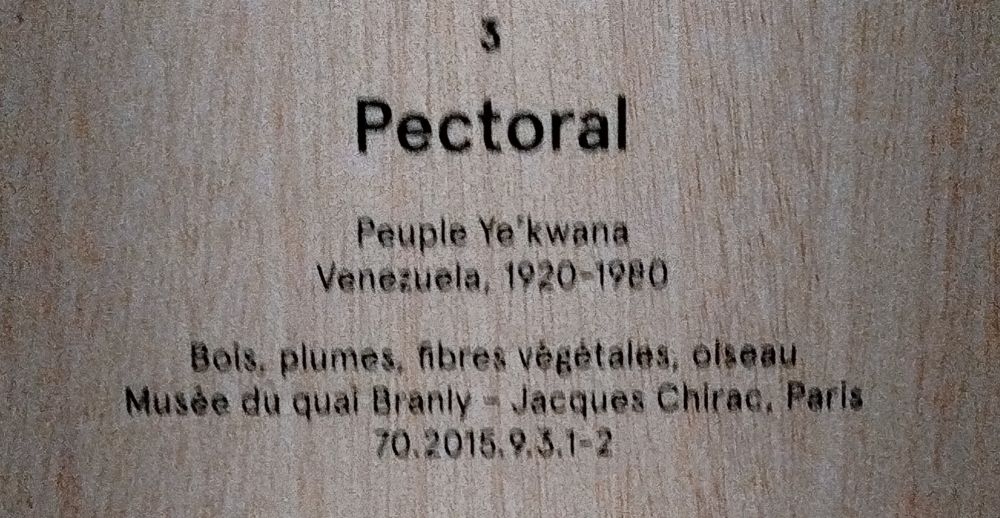 3
Pectoral
Peuple Ye'kwana
Venezuela, 1920-1980
Bois, plumes, fibres végétales, oiseau
Musée du quai Branly - Jacques Chirac, Paris
70.2015.9.3.1-2